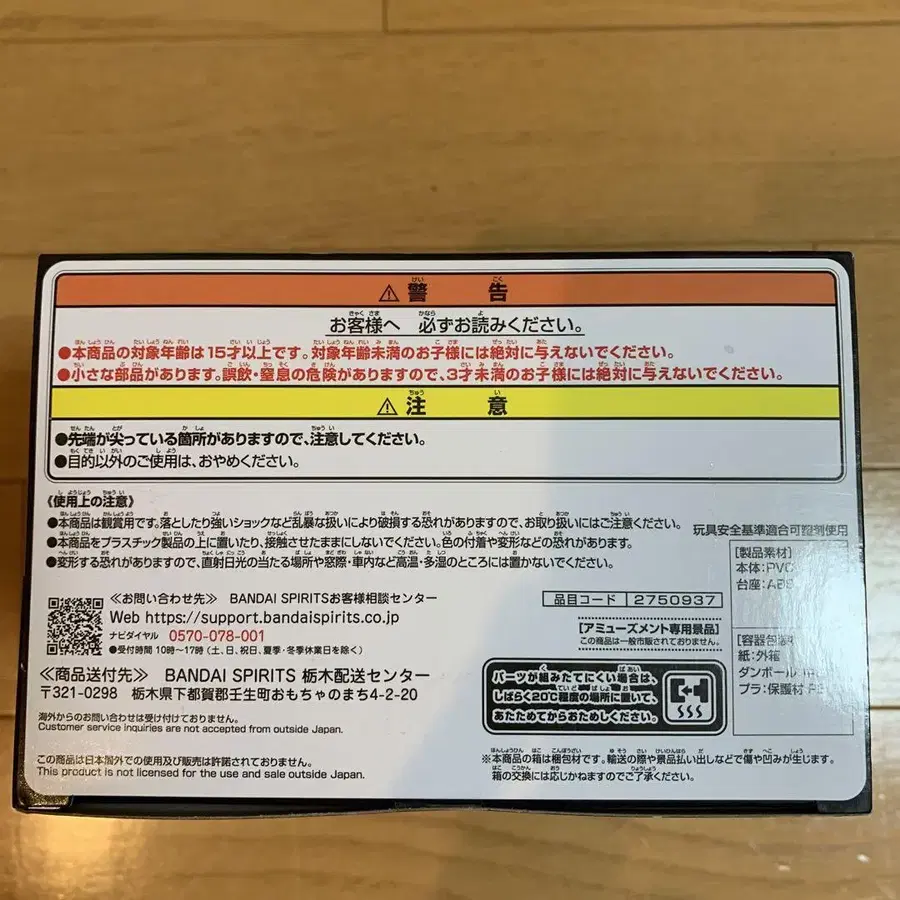 ⚠警告
お客様へ 必ずお読みください。
●本商品の対象年齢は15才以上です。対象年齢未満のお子様には絶対に与えないでください。
●小さな部品があります。誤飲・窒息の危険がありますので、3才未満のお子様には絶対に与えないでください。
⚠注意
●先端が尖っている箇所がありますので、注意してください。
●目的以外のご使用は、おやめください。
《使用上の注意》
●本商品は観賞用です。落としたり強いショックなど乱暴な扱いにより破損する恐れがありますので、お取り扱いにはご注意ください。
●本商品をプラスチック製品の上に置いたり、接触させたままにしないでください。色の付着や変形などの恐れがあります。
●変形する恐れがありますので、直射日光の当たる場所や窓際・車内など高温・多湿のところには置かないでください。
玩具安全基準適合可塑剤使用
[製品素材]
本体:PVC
台座:ABS
≪お問い合わせ先≫ BANDAI SPIRITSお客様相談センター
Web https://support.bandaispirits.co.jp
ナビダイヤル 0570-078-001
●受付時間 10時~17時(土、日、祝日、夏季・冬季休業日を除く)
品目コード 2750937
[アミューズメント専用景品]
この商品は一般市販されておりません。
[容器包装]
紙:外箱
ダンボール
プラ:保護材
≪商品送付先≫ BANDAI SPIRITS 栃木配送センター
〒321-0298 栃木県下都賀郡壬生町おもちゃのまち4-2-20
パーツが組みたてにくい場合は、
しばらく20℃程度の場所に置いて、
あたためてからおためしください。
海外からのお問い合わせは受け付けておりません。
Customer service inquiries are not accepted from outside Japan.
この商品は日本国外での使用及び販売は許諾されておりません。
This product is not licensed for the use and sale outside Japan.
※本商品の箱は梱包材です。輸送の際や景品払い出しなどで傷や凹みが生じます。
箱の交換には応じかねますのでご了承ください。